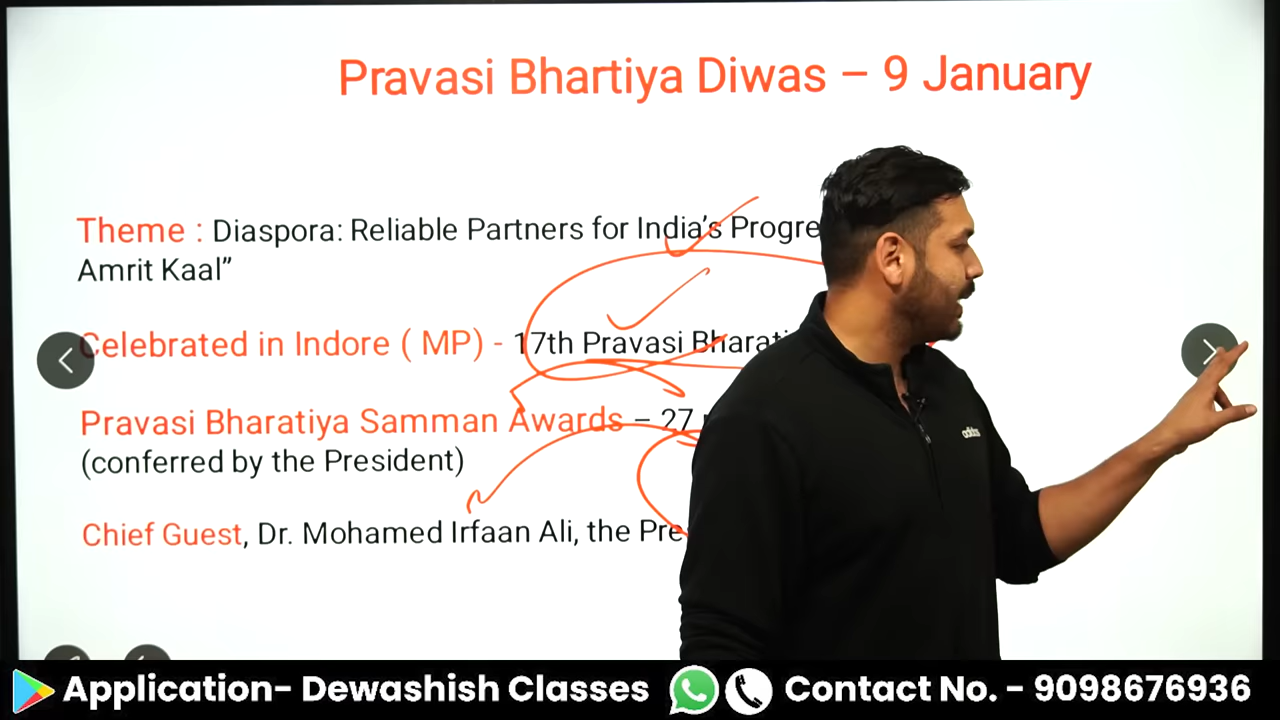 Pravasi Bhartiya Diwas – 9 January
Theme : Diaspora: Reliable Partners for India’s Progre
Amrit Kaal”
Celebrated in Indore ( MP) - 17th Pravasi Bharati
Pravasi Bharatiya Samman Awards – 27
(conferred by the President)
Chief Guest, Dr. Mohamed Irfaan Ali, the Pres
adidas
Application- Dewashish Classes
Contact No. - 9098676936